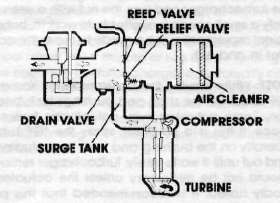 REED VALVE
RELIEF VALVE
AIR CLEANER
DRAIN VALVE
COMPRESSOR
SURGE TANK
TURBINE